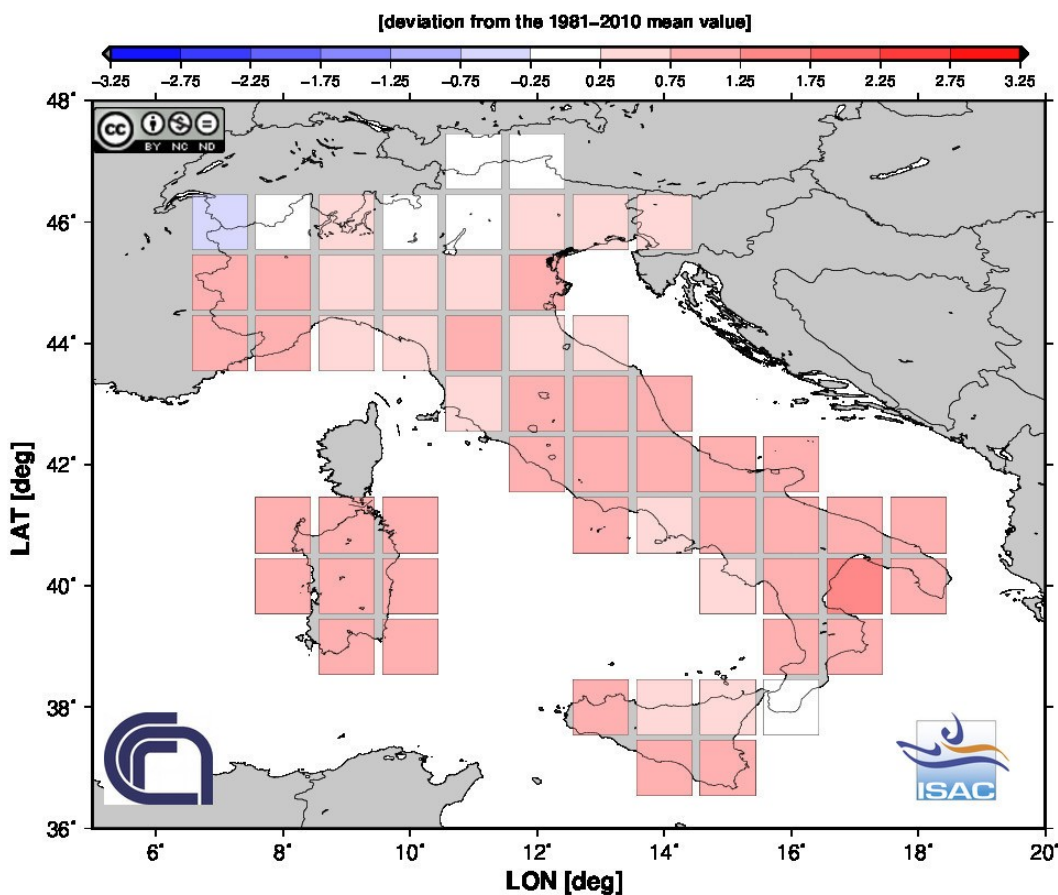 [deviation from the 1981–2010 mean value]
−3.25 −2.75 −2.25 −1.75 −1.25 −0.75 −0.25 0.25 0.75 1.25 1.75 2.25 2.75 3.25
48°
cc BY NC ND
46°
44°
42°
LAT [deg]
40°
38°
ISAC
36°
6° 8° 10° 12° 14° 16° 18° 20°
LON [deg]